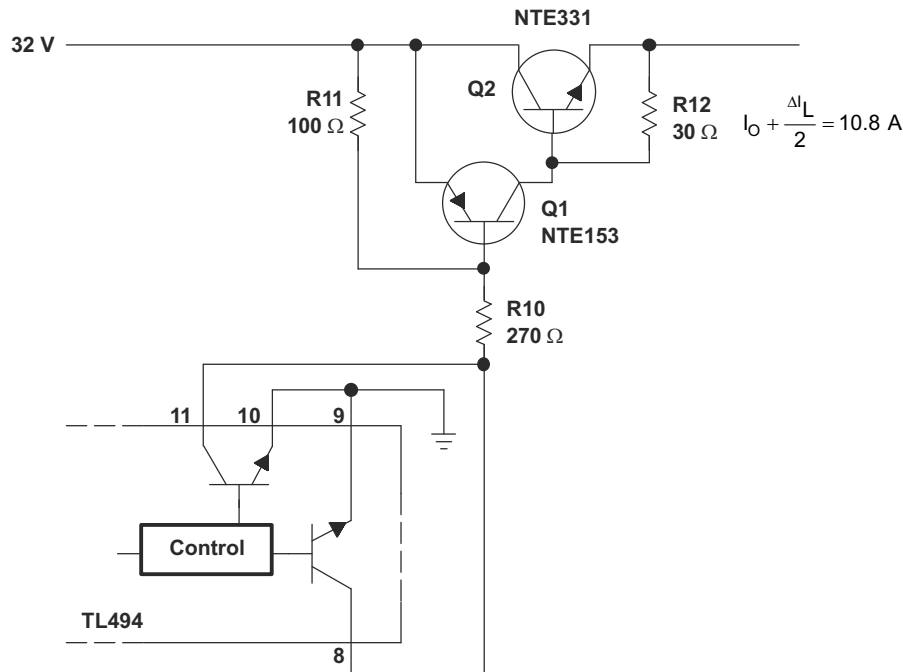 NTE331
32 V
Q2
R11
100 Ω
R12
30 Ω
I_O + ΔI_L / 2 = 10.8 A
Q1
NTE153
R10
270 Ω
11
10
9
Control
TL494
8